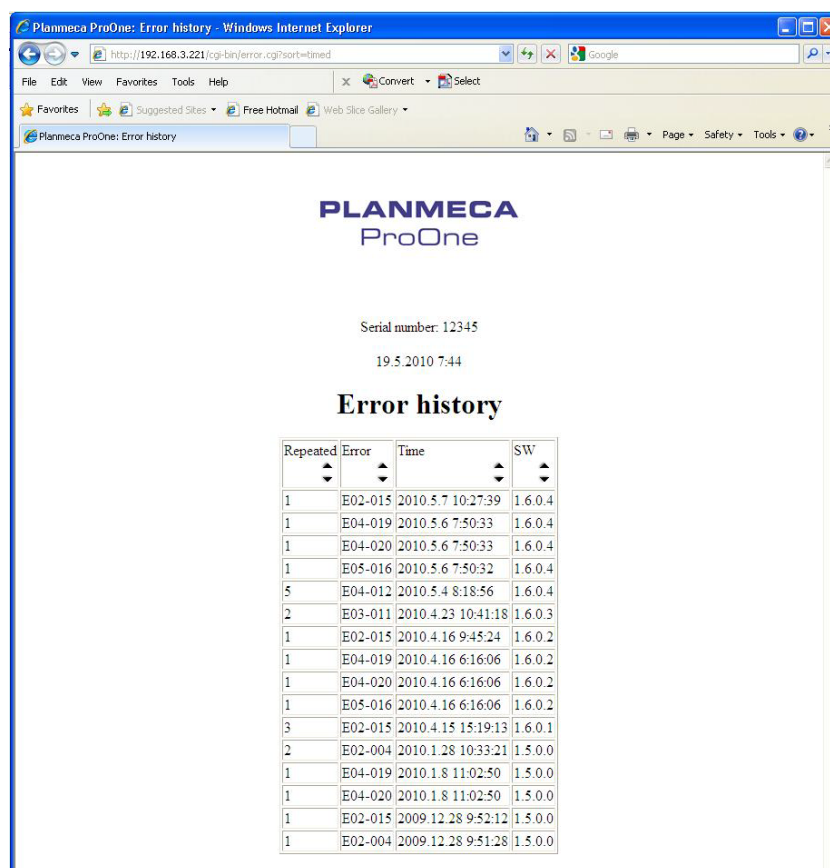 Planmeca ProOne: Error history - Windows Internet Explorer
http://192.168.3.221/cgi-bin/error.cgi?sort=timed
Google
File Edit View Favorites Tools Help
x Convert Select
Favorites Suggested Sites Free Hotmail Web Slice Gallery
Planmeca ProOne: Error history
Page Safety Tools
PLANMECA
ProOne
Serial number: 12345
19.5.2010 7:44
Error history
Repeated Error Time SW
1 E02-015 2010.5.7 10:27:39 1.6.0.4
1 E04-019 2010.5.6 7:50:33 1.6.0.4
1 E04-020 2010.5.6 7:50:33 1.6.0.4
1 E05-016 2010.5.6 7:50:32 1.6.0.4
5 E04-012 2010.5.4 8:18:56 1.6.0.4
2 E03-011 2010.4.23 10:41:18 1.6.0.3
1 E02-015 2010.4.16 9:45:24 1.6.0.2
1 E04-019 2010.4.16 6:16:06 1.6.0.2
1 E04-020 2010.4.16 6:16:06 1.6.0.2
1 E05-016 2010.4.16 6:16:06 1.6.0.2
3 E02-015 2010.4.15 15:19:13 1.6.0.1
2 E02-004 2010.1.28 10:33:21 1.5.0.0
1 E04-019 2010.1.8 11:02:50 1.5.0.0
1 E04-020 2010.1.8 11:02:50 1.5.0.0
1 E02-015 2009.12.28 9:52:12 1.5.0.0
1 E02-004 2009.12.28 9:51:28 1.5.0.0